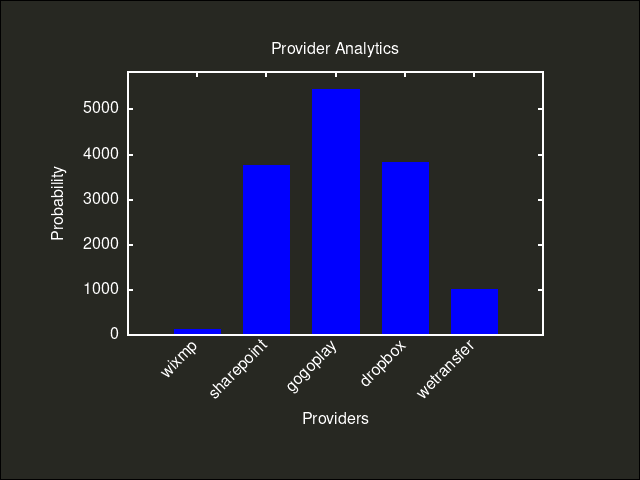 Provider Analytics
Probability
5000
4000
3000
2000
1000
0
wixmp
sharepoint
gogoplay
dropbox
wetransfer
Providers